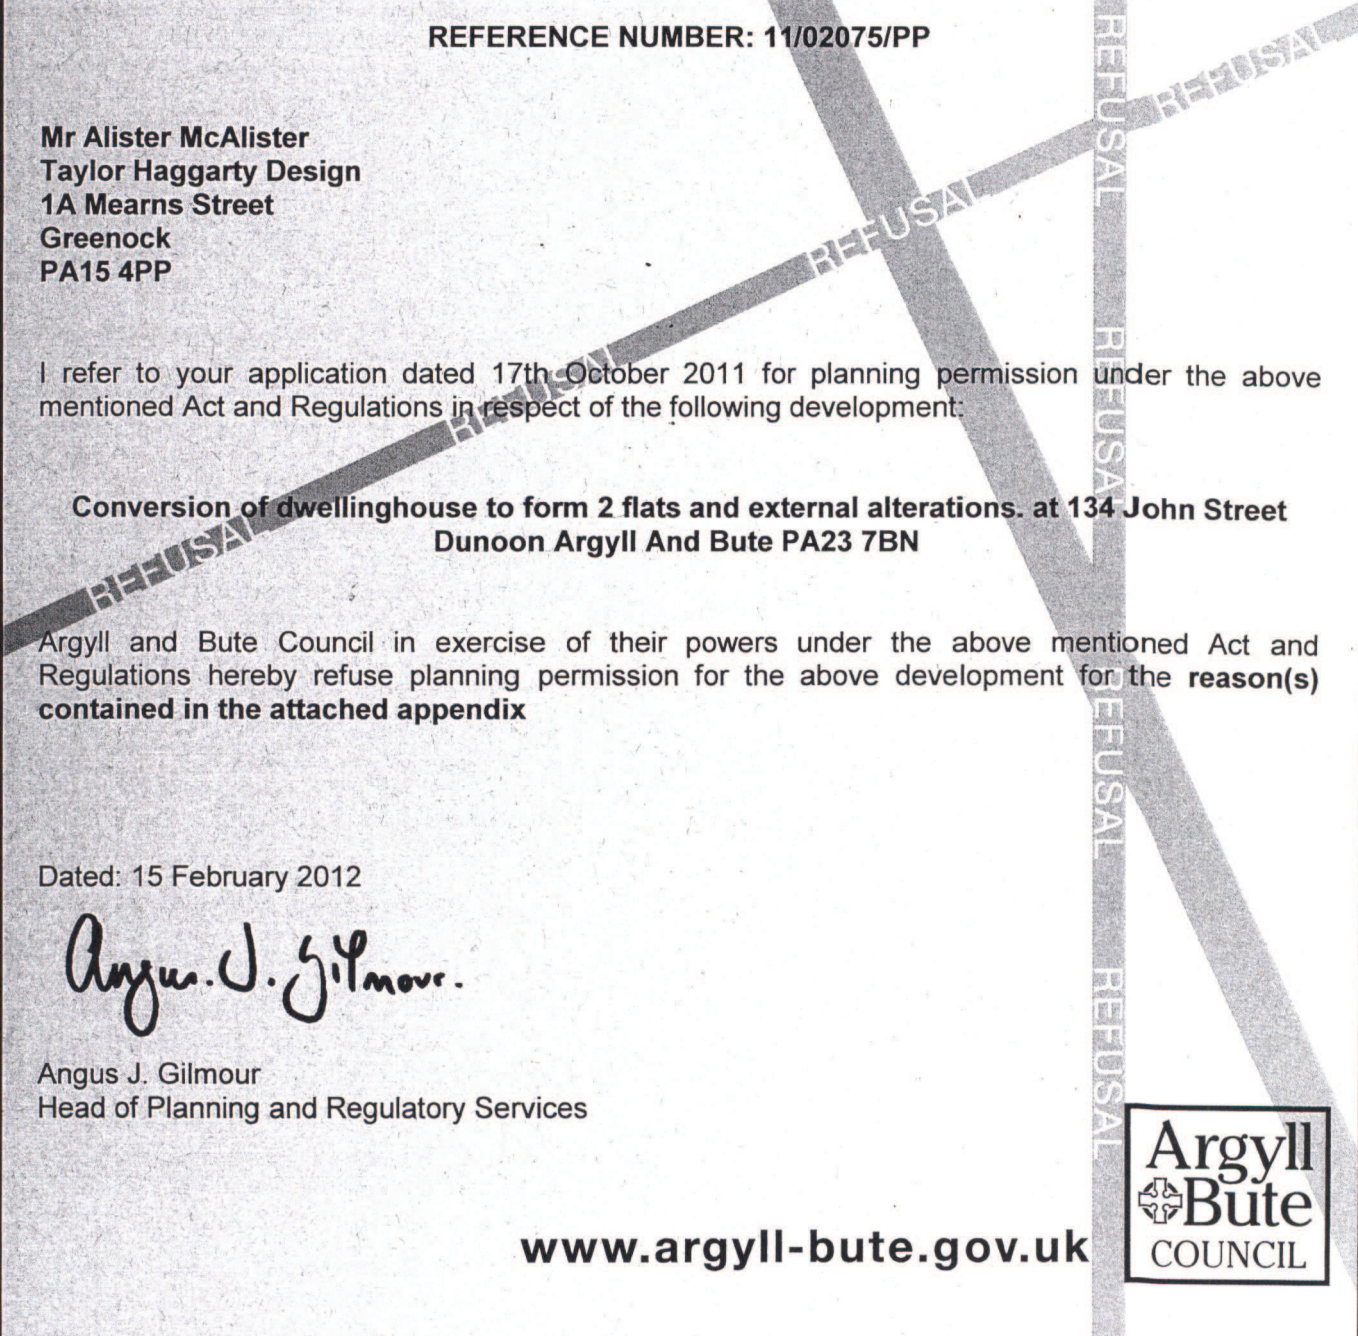 REFERENCE NUMBER: 11/02075/PP
Mr Alister McAlister
Taylor Haggarty Design
1A Mearns Street
Greenock
PA15 4PP
I refer to your application dated 17th October 2011 for planning permission under the above
mentioned Act and Regulations in respect of the following development:
Conversion of dwellinghouse to form 2 flats and external alterations. at 134 John Street
Dunoon Argyll And Bute PA23 7BN
Argyll and Bute Council in exercise of their powers under the above mentioned Act and
Regulations hereby refuse planning permission for the above development for the reason(s)
contained in the attached appendix
Dated: 15 February 2012
Angus. J. Gilmour.
Angus J. Gilmour
Head of Planning and Regulatory Services
www.argyll-bute.gov.uk
Argyll
Bute
COUNCIL
REFUSAL REFUSAL REFUSAL REFUSAL
REFUSAL REFUSAL REFUSAL REFUSAL